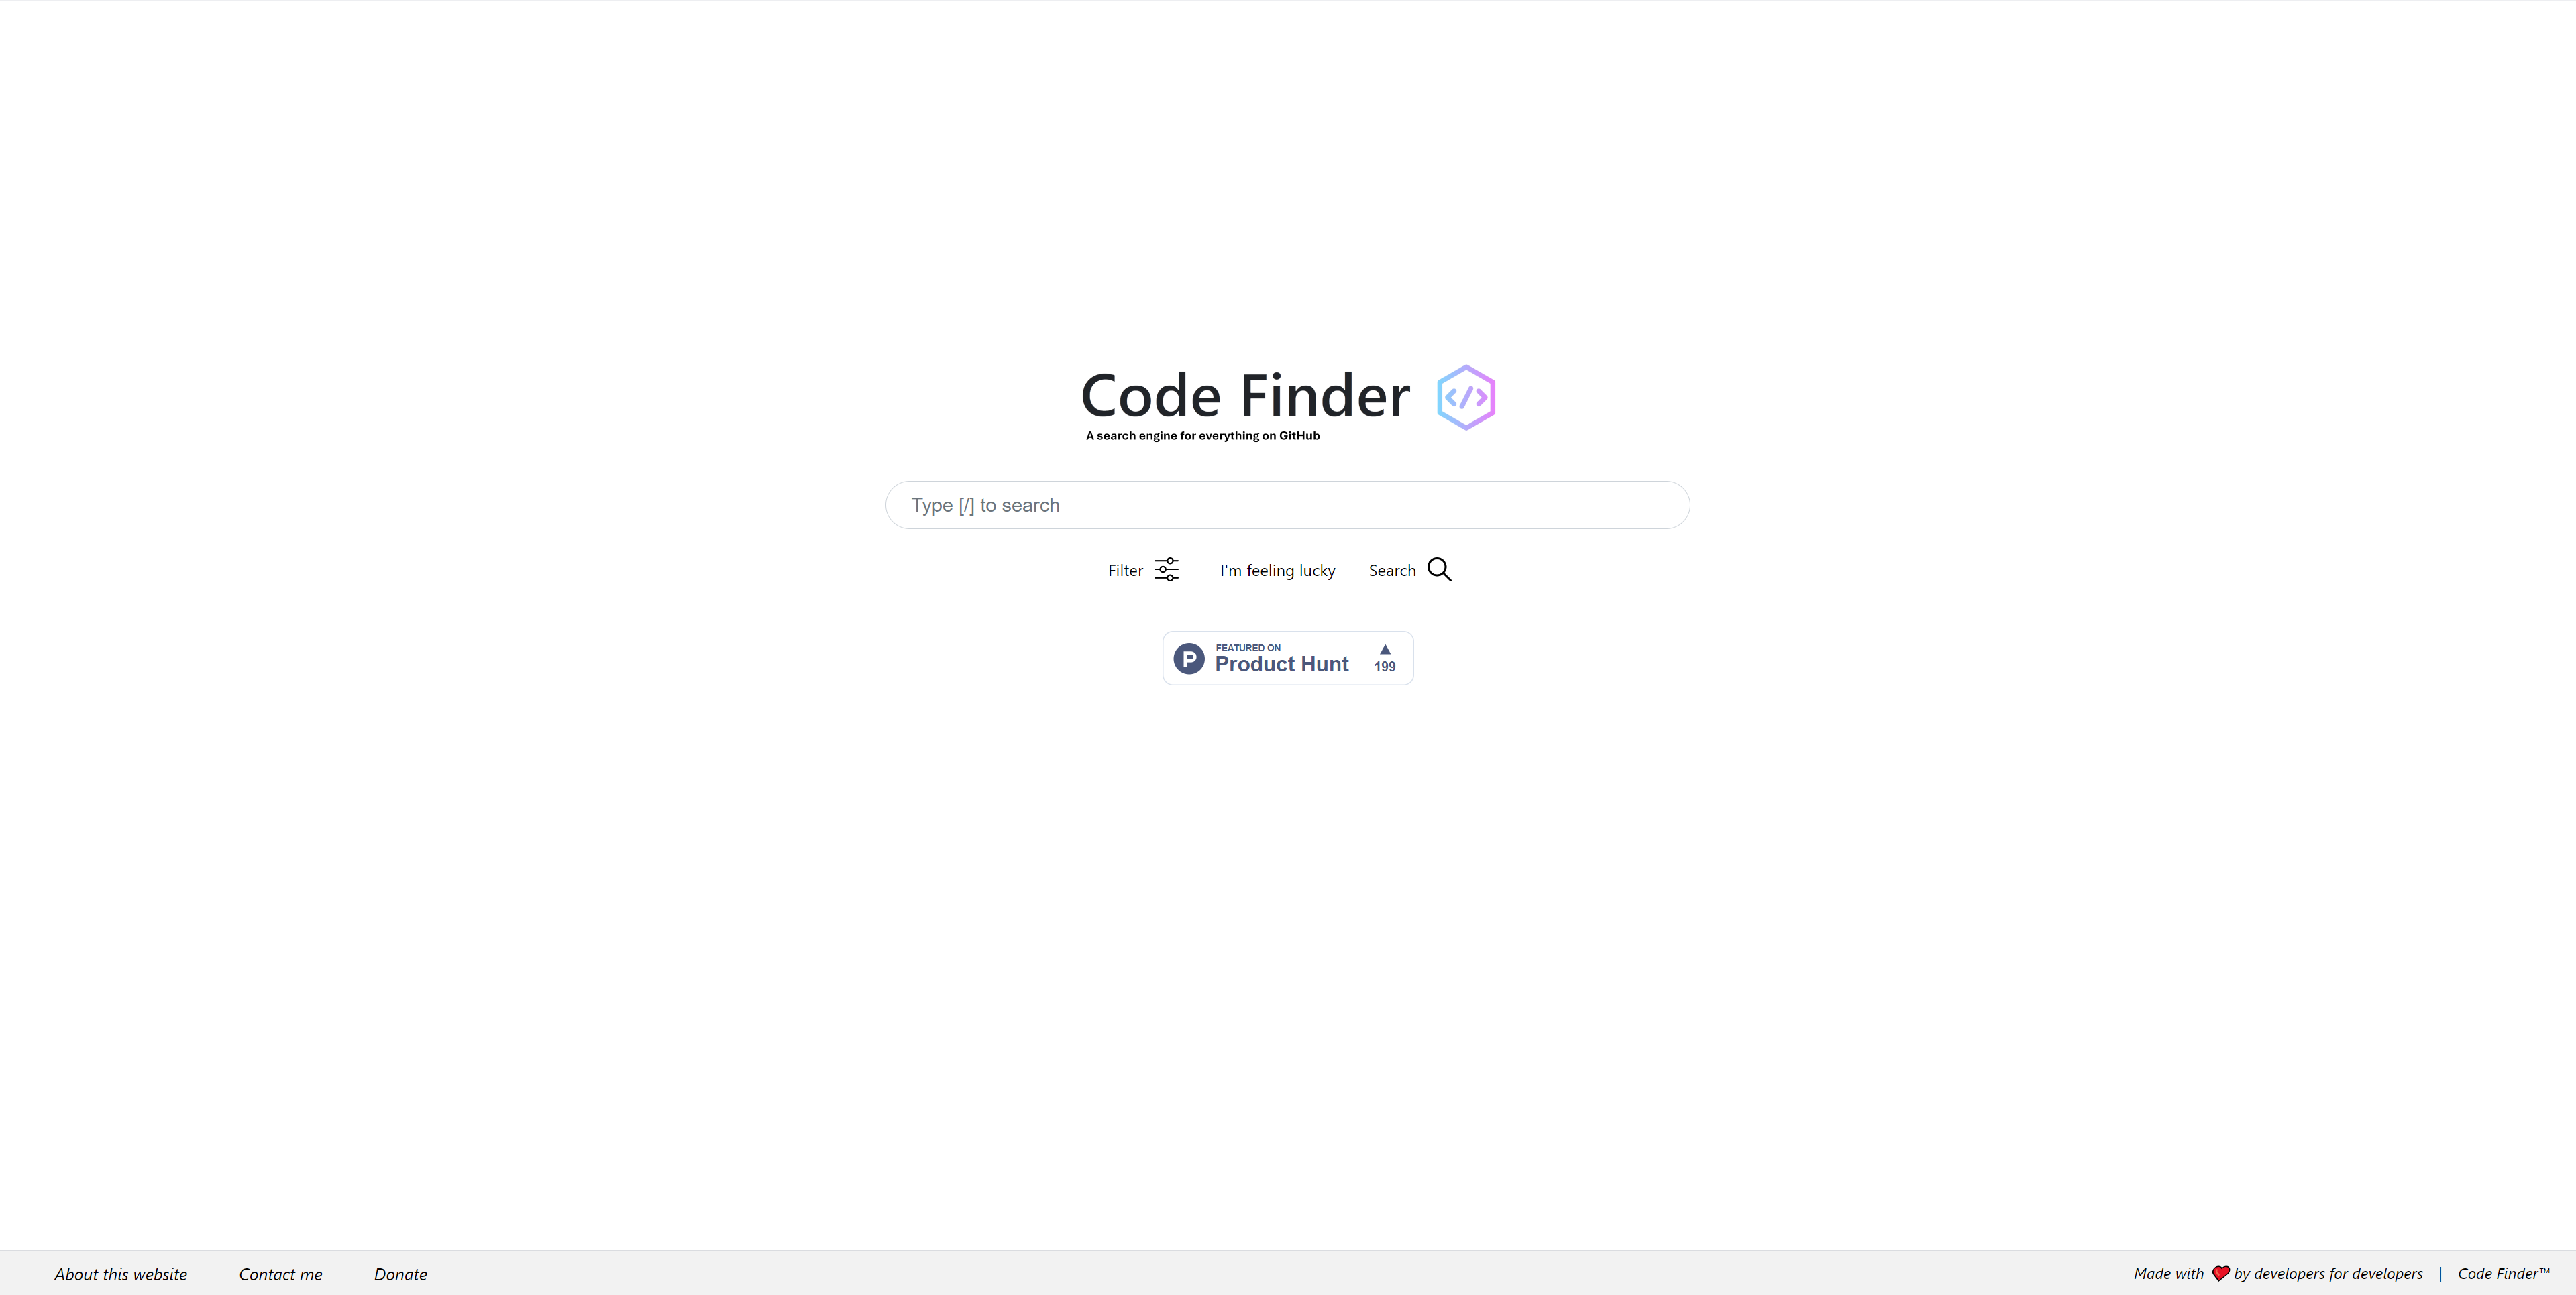 Code Finder
</>
A search engine for everything on GitHub
Type [/] to search
Filter
I'm feeling lucky
Search
P
FEATURED ON
Product Hunt
▲
199
About this website
Contact me
Donate
Made with ❤️ by developers for developers | Code Finder™